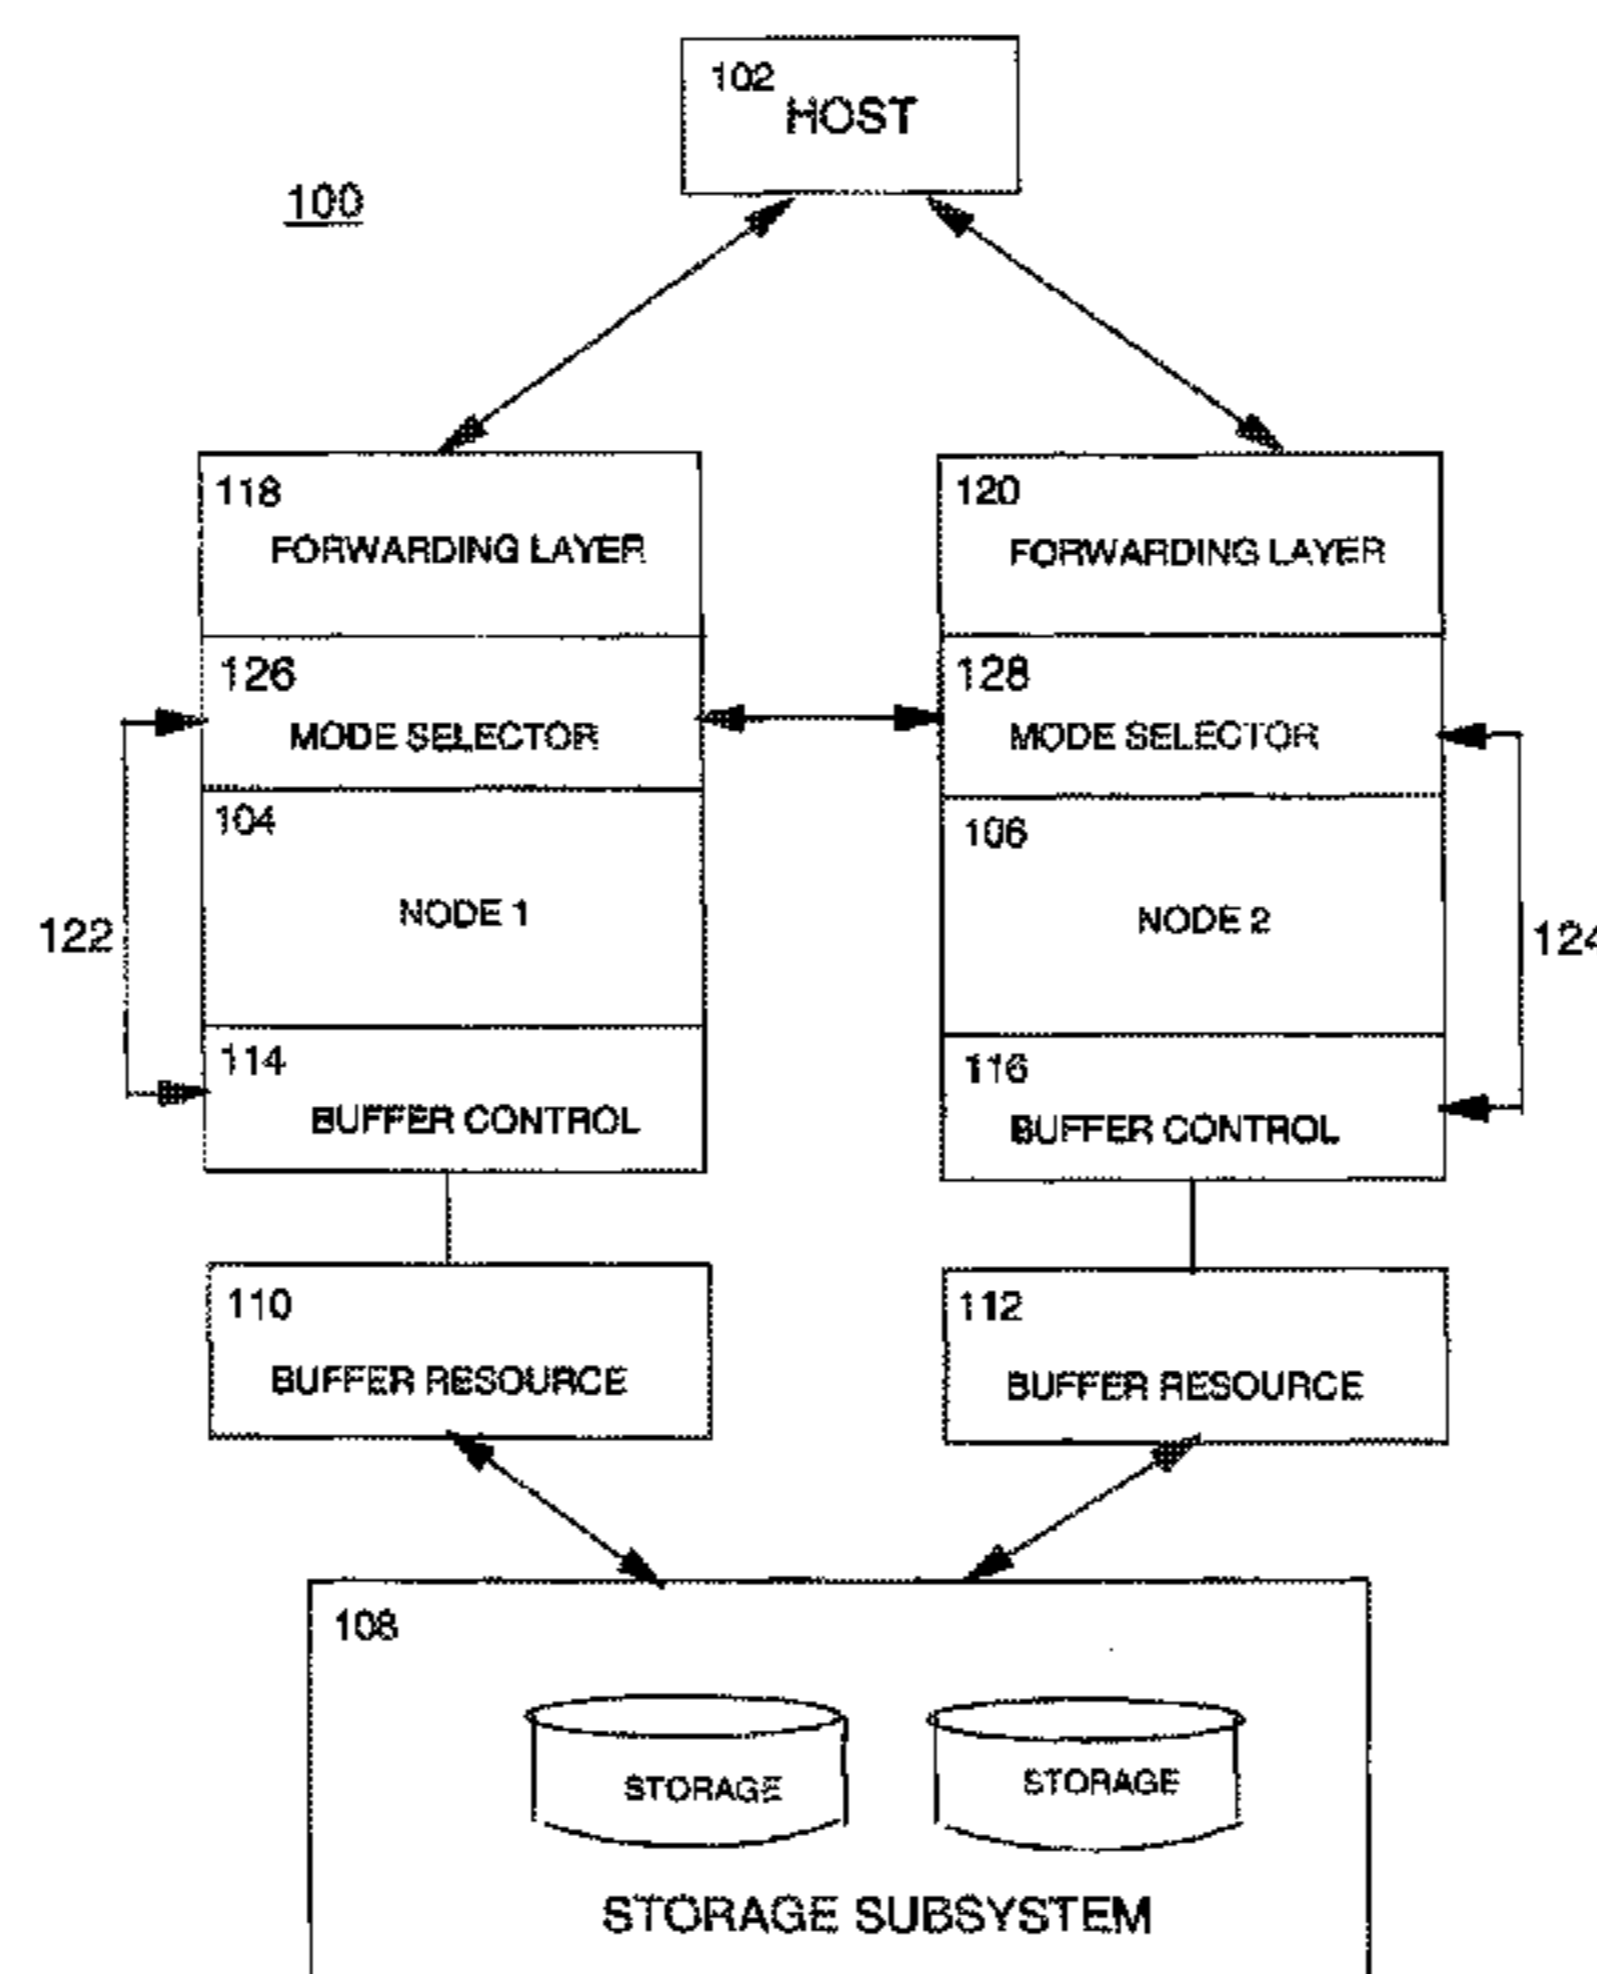 102
HOST
100
118
FORWARDING LAYER
120
FORWARDING LAYER
126
MODE SELECTOR
128
MODE SELECTOR
104
NODE 1
106
NODE 2
122
124
114
BUFFER CONTROL
116
BUFFER CONTROL
110
BUFFER RESOURCE
112
BUFFER RESOURCE
108
STORAGE
STORAGE
STORAGE SUBSYSTEM